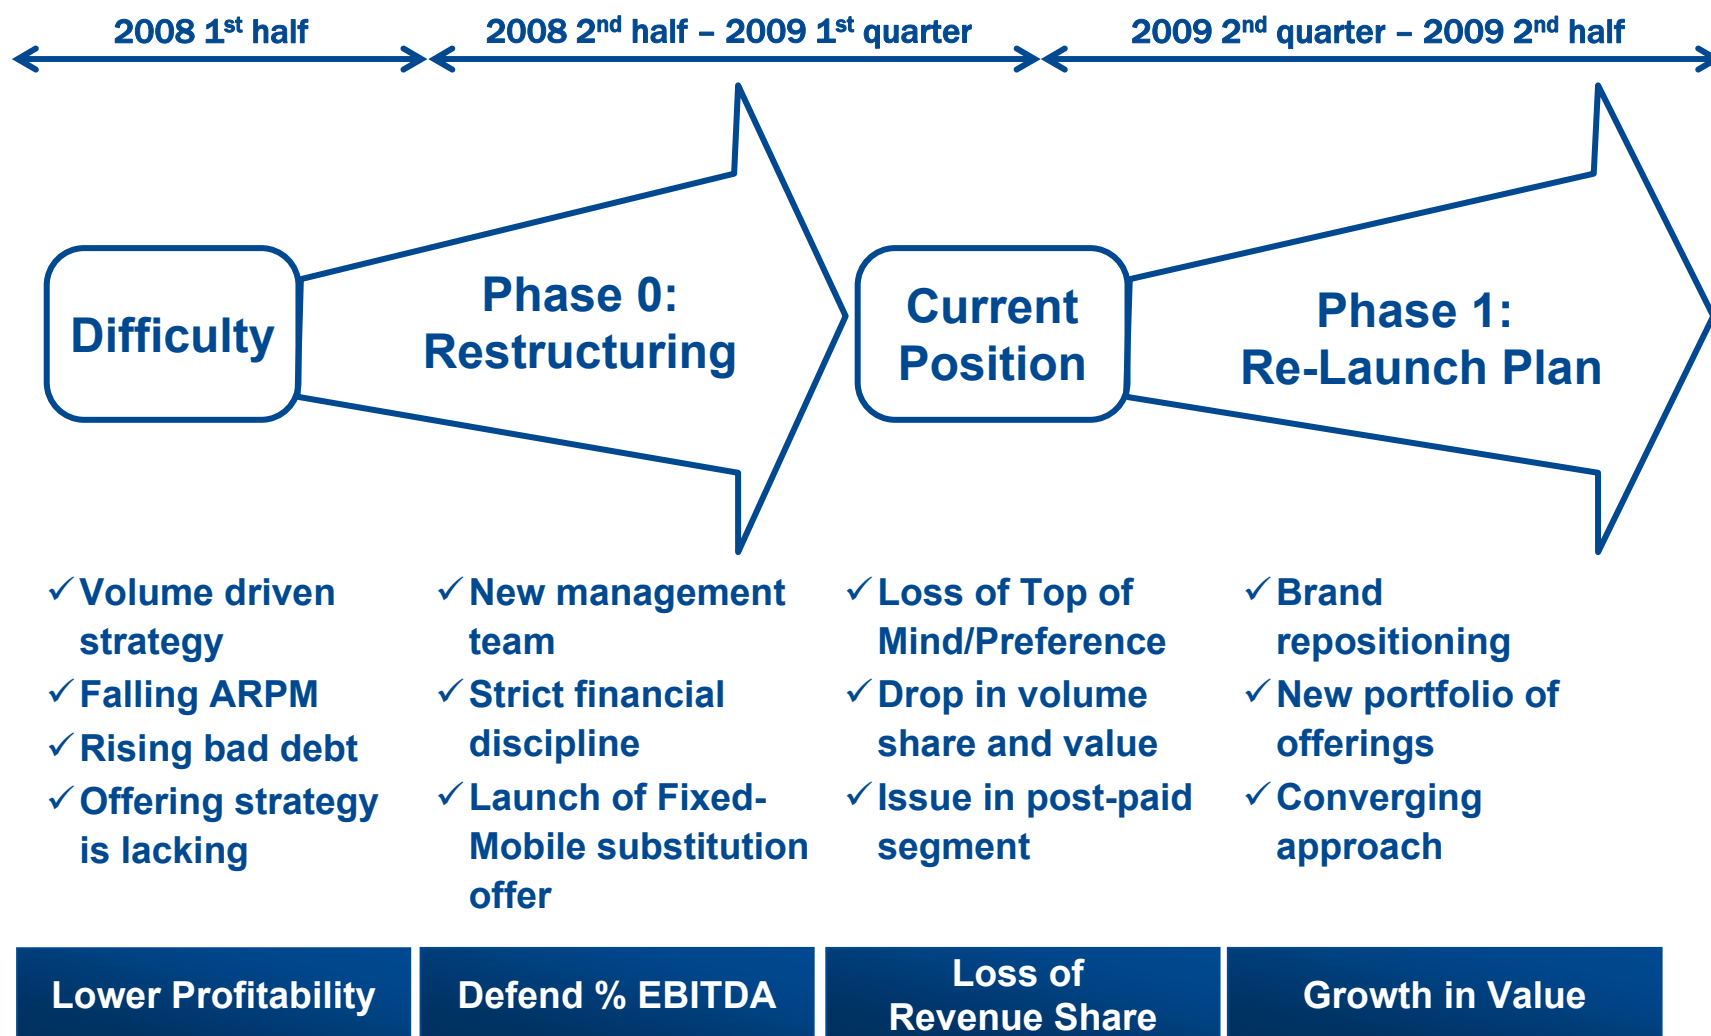 2008 1st half
2008 2nd half – 2009 1st quarter
2009 2nd quarter – 2009 2nd half
Difficulty
Phase 0:
Restructuring
Current
Position
Phase 1:
Re-Launch Plan
✓ Volume driven
strategy
✓ Falling ARPM
✓ Rising bad debt
✓ Offering strategy
is lacking
✓ New management
team
✓ Strict financial
discipline
✓ Launch of Fixed-
Mobile substitution
offer
✓ Loss of Top of
Mind/Preference
✓ Drop in volume
share and value
✓ Issue in post-paid
segment
✓ Brand
repositioning
✓ New portfolio of
offerings
✓ Converging
approach
Lower Profitability
Defend % EBITDA
Loss of
Revenue Share
Growth in Value